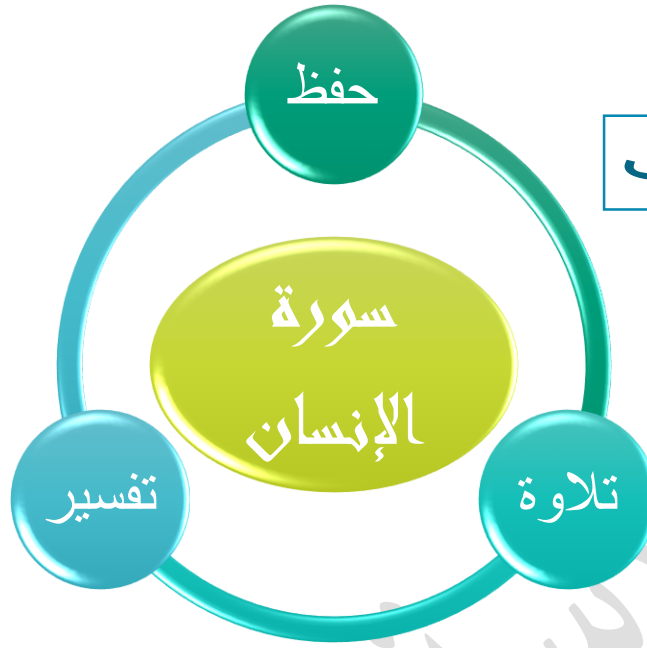 حفظ
سورة
الإنسان
تلاوة
تفسير